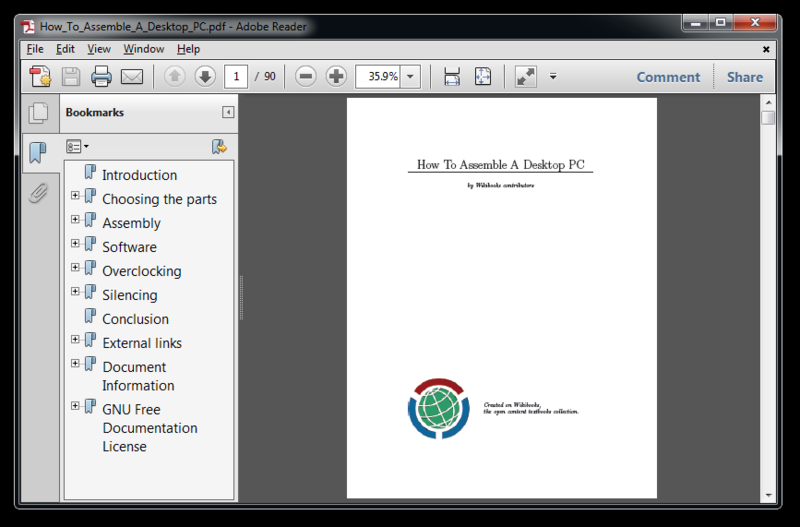 How_To_Assemble_A_Desktop_PC.pdf - Adobe Reader
File Edit View Window Help
1 / 90 35.9% Comment Share
Bookmarks
Introduction
Choosing the parts
Assembly
Software
Overclocking
Silencing
Conclusion
External links
Document
Information
GNU Free
Documentation
License
How To Assemble A Desktop PC
by Wikibooks contributors
Created on Wikibooks,
the open content textbooks collection.